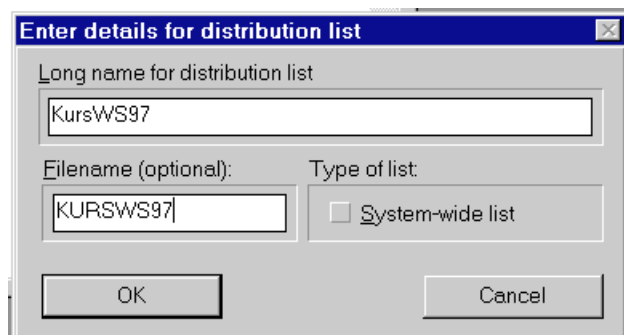 Enter details for distribution list
Long name for distribution list
KursWS97
Filename (optional):
Type of list:
KURSWS97
System-wide list
OK
Cancel